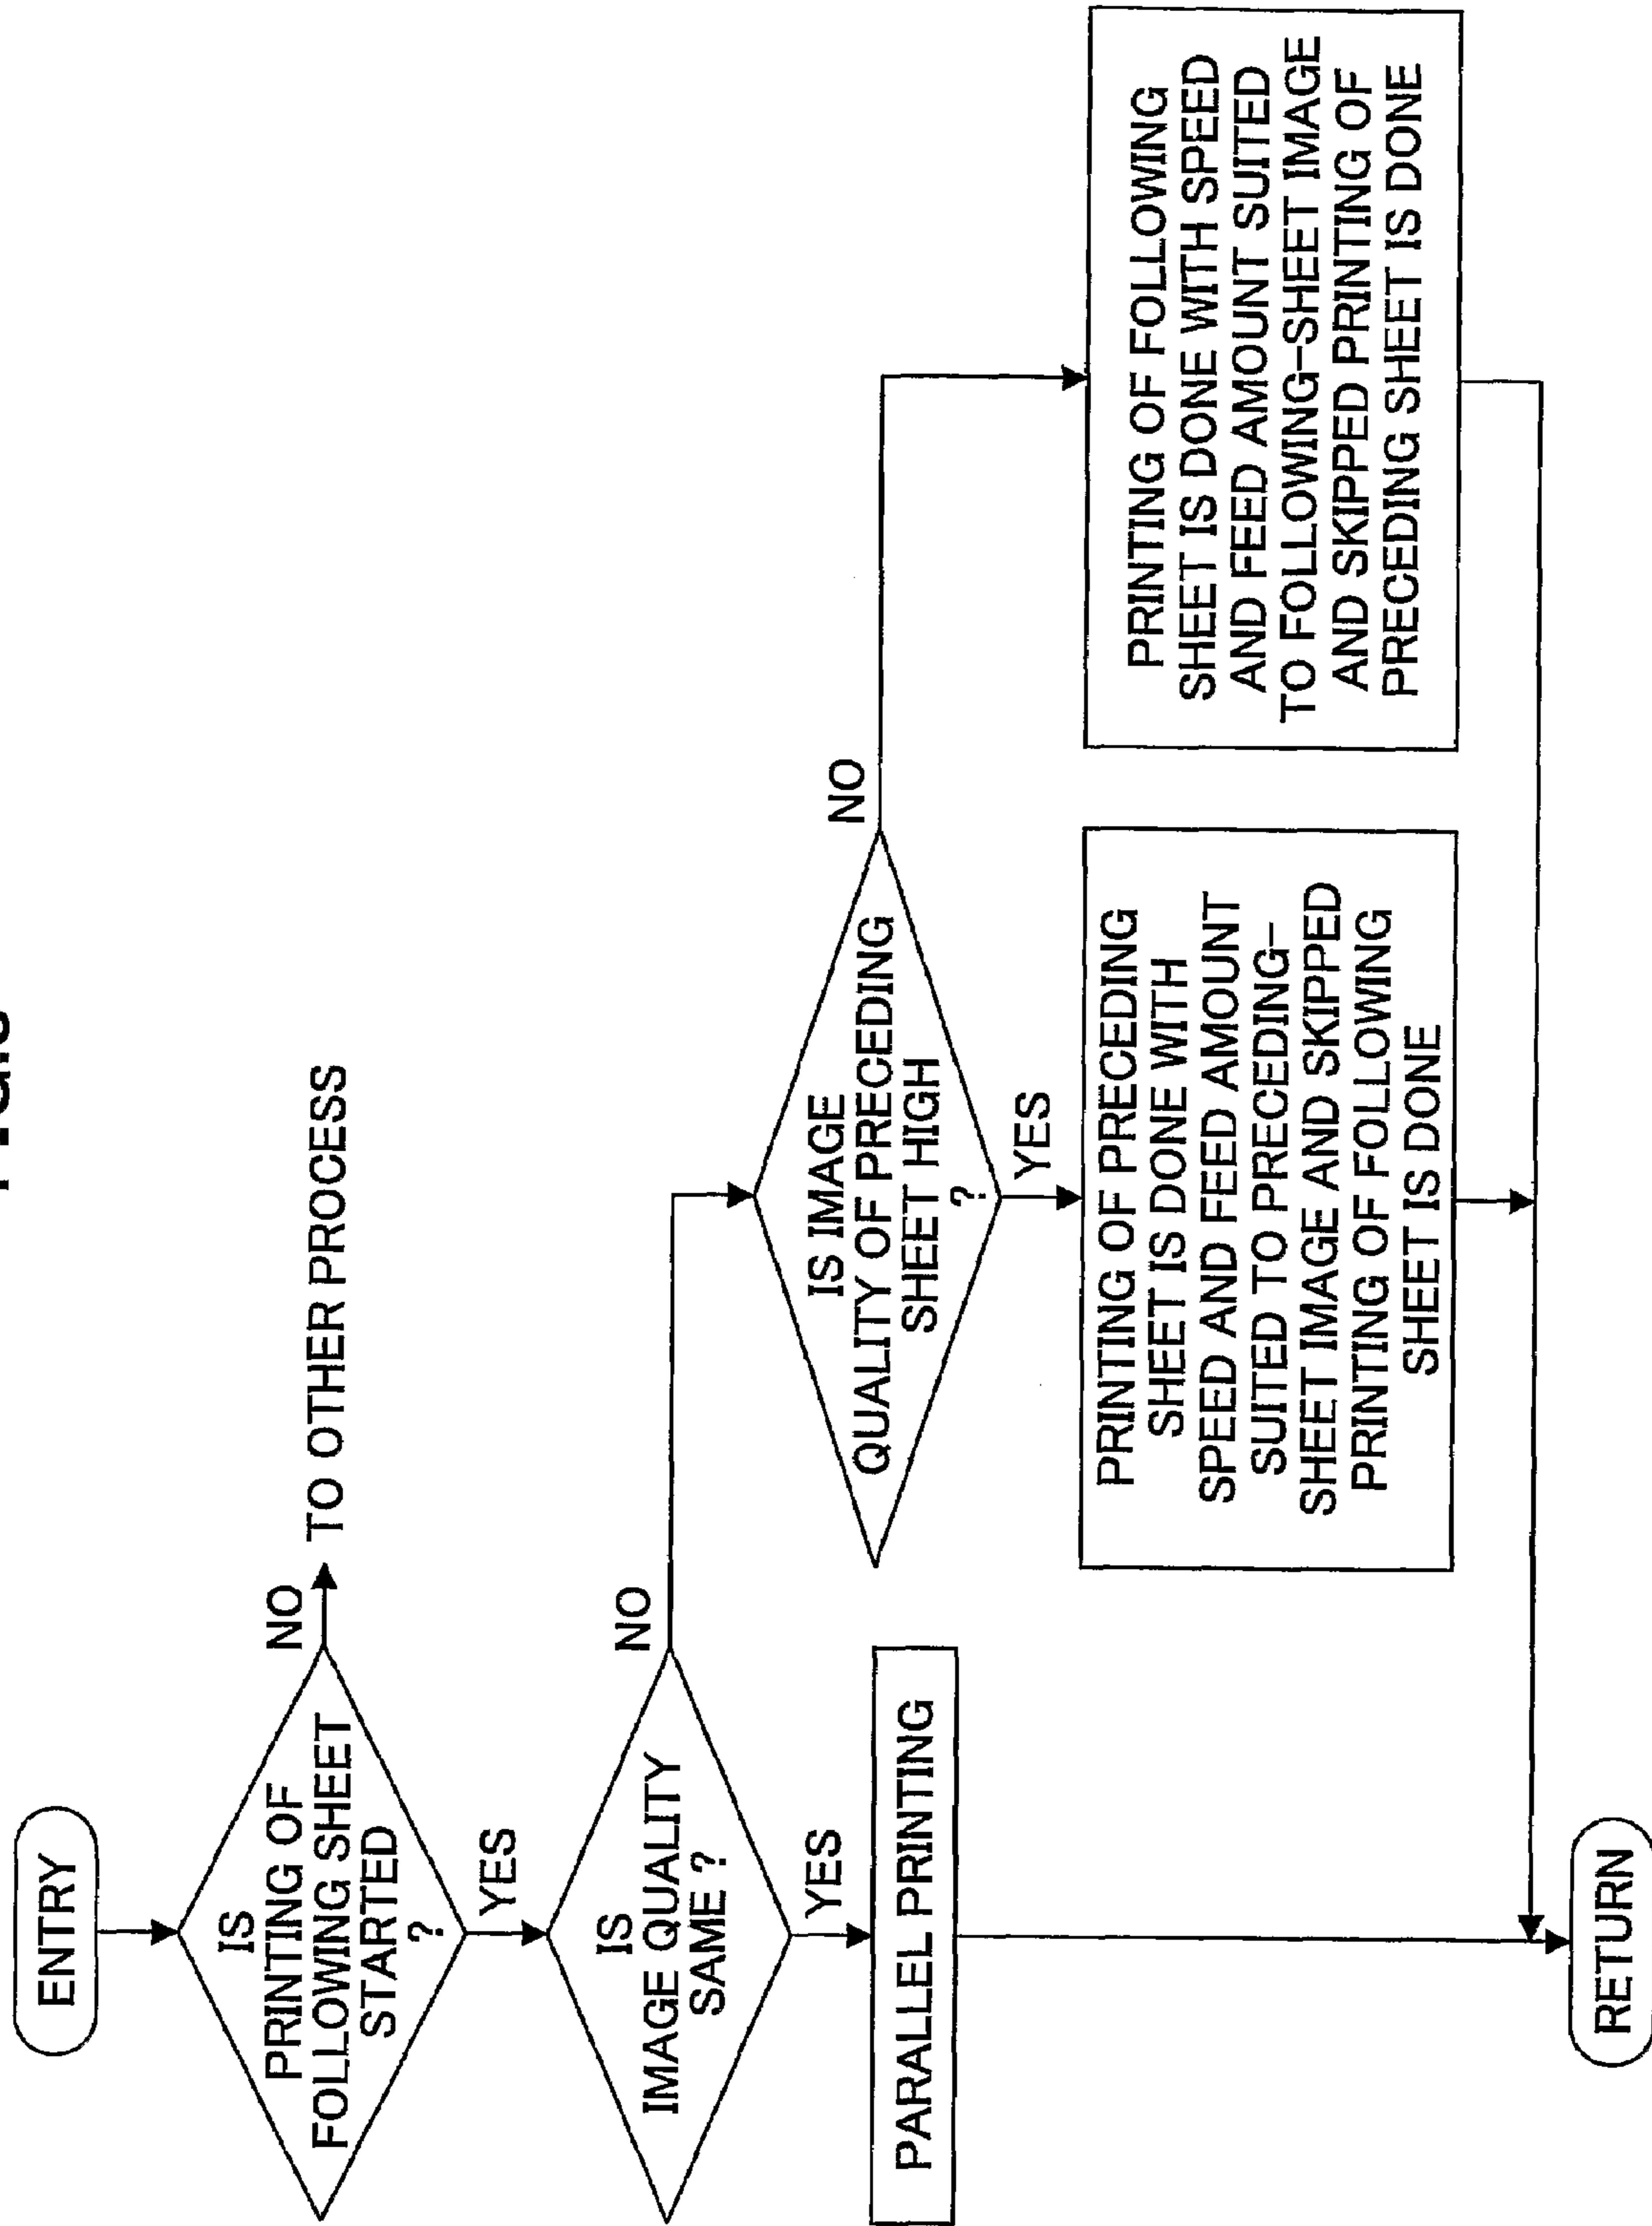 ENTRY
IS
PRINTING OF
FOLLOWING SHEET
STARTED
?
NO
TO OTHER PROCESS
YES
IS
IMAGE QUALITY
SAME ?
NO
YES
PARALLEL PRINTING
IS IMAGE
QUALITY OF PRECEDING
SHEET HIGH
?
NO
YES
PRINTING OF PRECEDING
SHEET IS DONE WITH
SPEED AND FEED AMOUNT
SUITED TO PRECEDING-
SHEET IMAGE AND SKIPPED
PRINTING OF FOLLOWING
SHEET IS DONE
PRINTING OF FOLLOWING
SHEET IS DONE WITH SPEED
AND FEED AMOUNT SUITED
TO FOLLOWING-SHEET IMAGE
AND SKIPPED PRINTING OF
PRECEDING SHEET IS DONE
RETURN